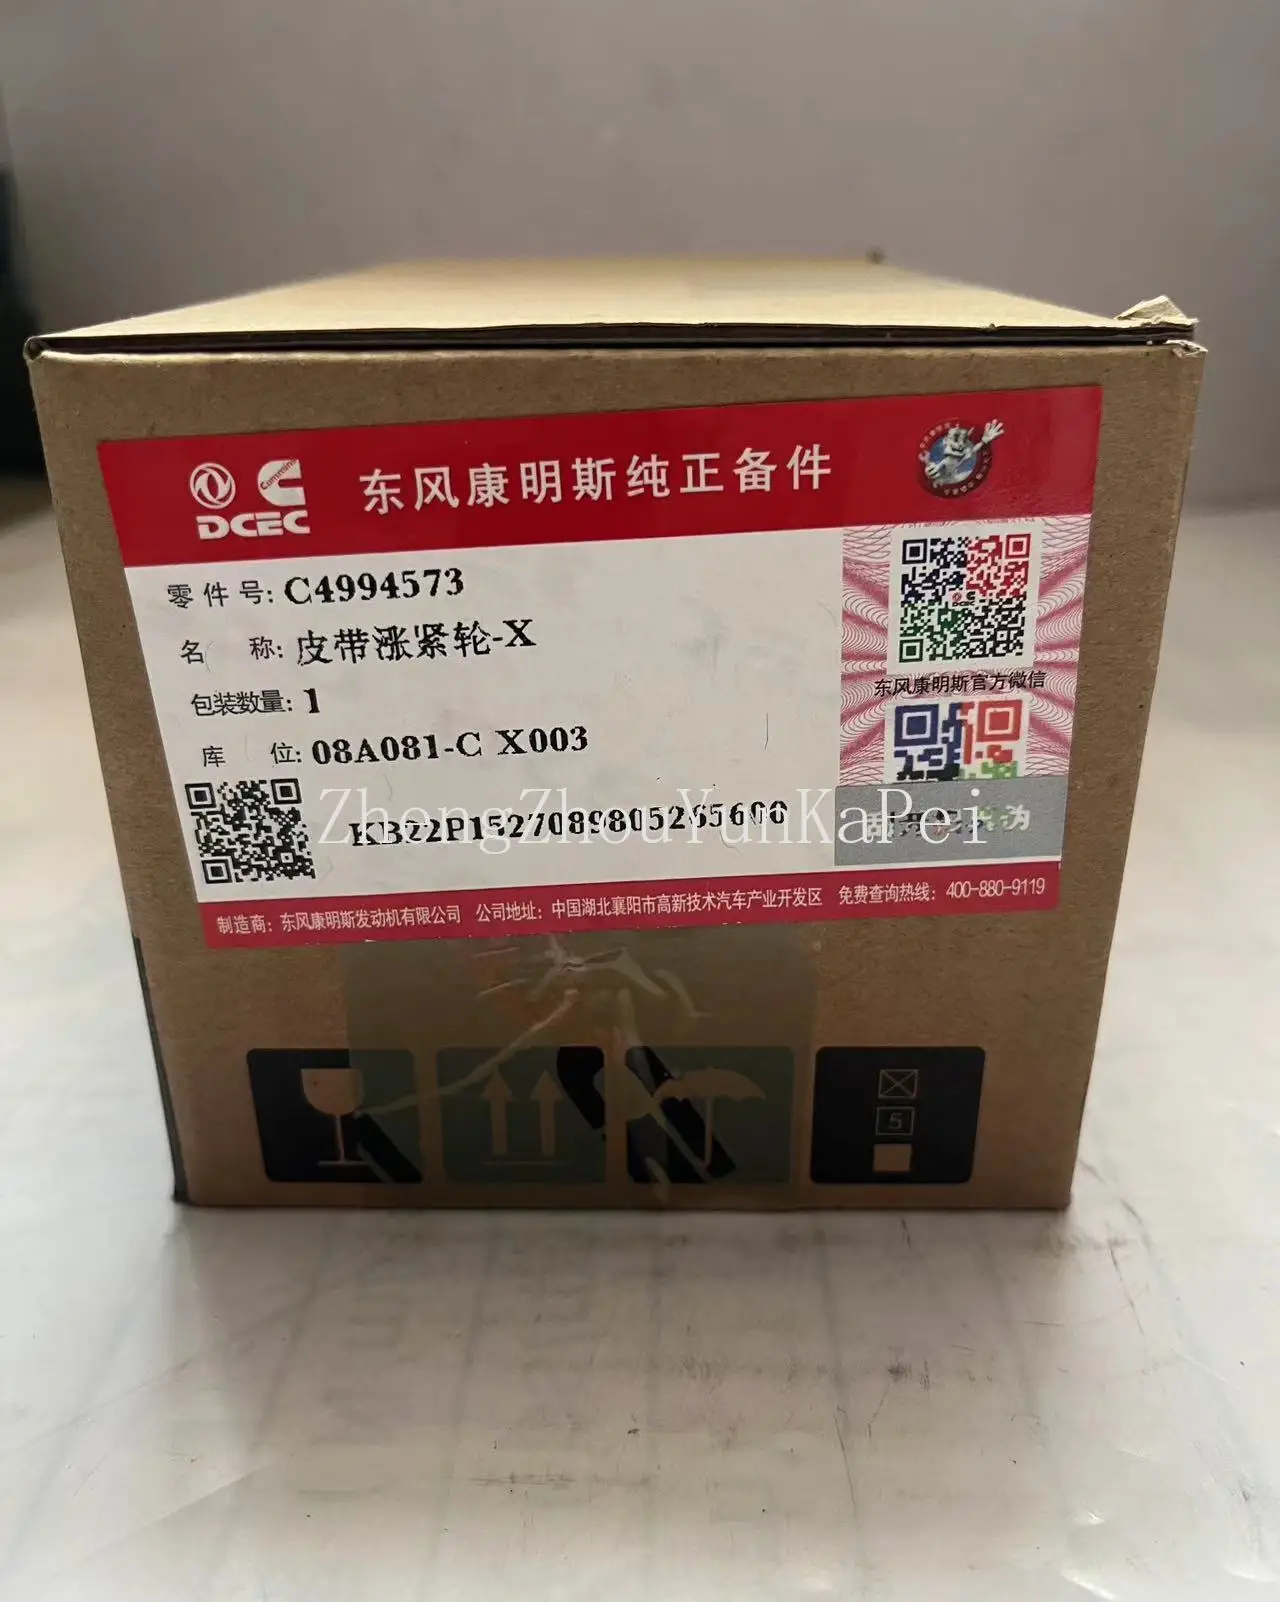 Cummins
DCEC
东风康明斯纯正备件
零件号: C4994573
名 称: 皮带涨紧轮-X
包装数量: 1
库 位: 08A081-C X003
东风康明斯官方微信
KB22P1527089805265600
ZhongZhouYunKaPei
制造商: 东风康明斯发动机有限公司 公司地址: 中国湖北襄阳市高新技术汽车产业开发区 免费查询热线: 400-880-9119
5